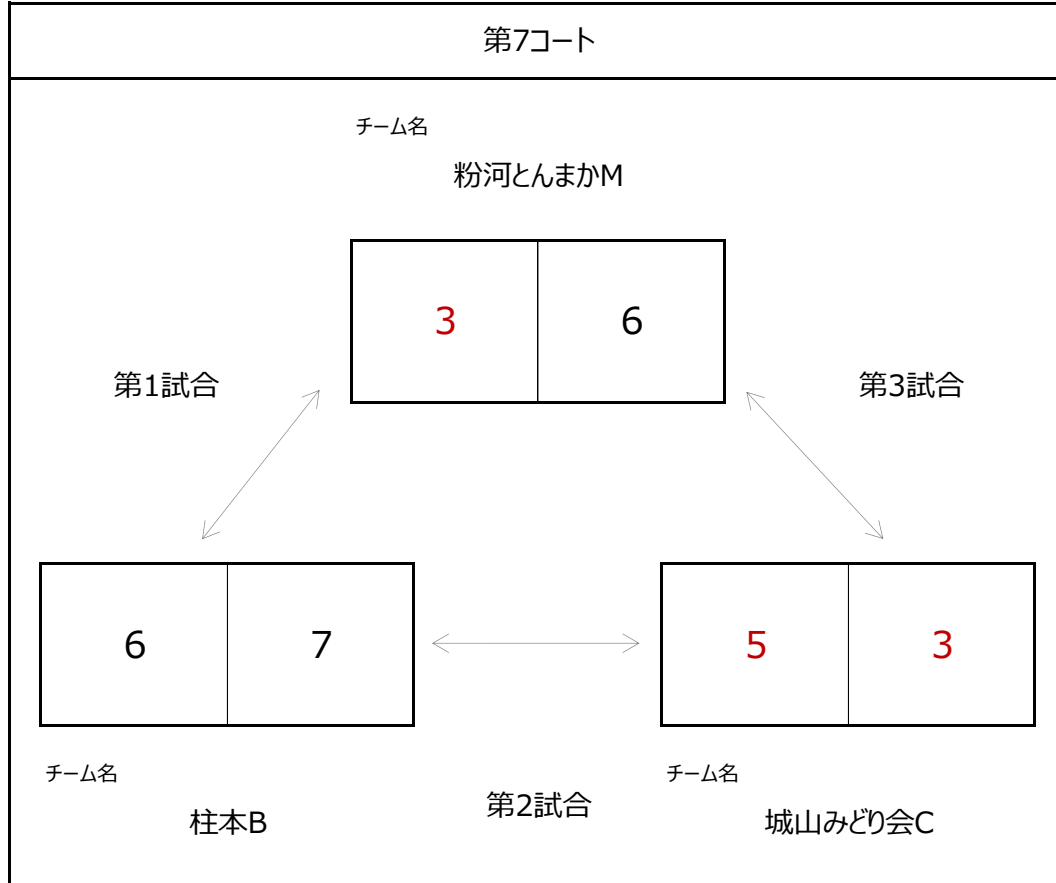 第7コート
チーム名
粉河とんまかM
3 6
第1試合 第3試合
6 7 5 3
チーム名 チーム名
柱本B 第2試合 城山みどり会C